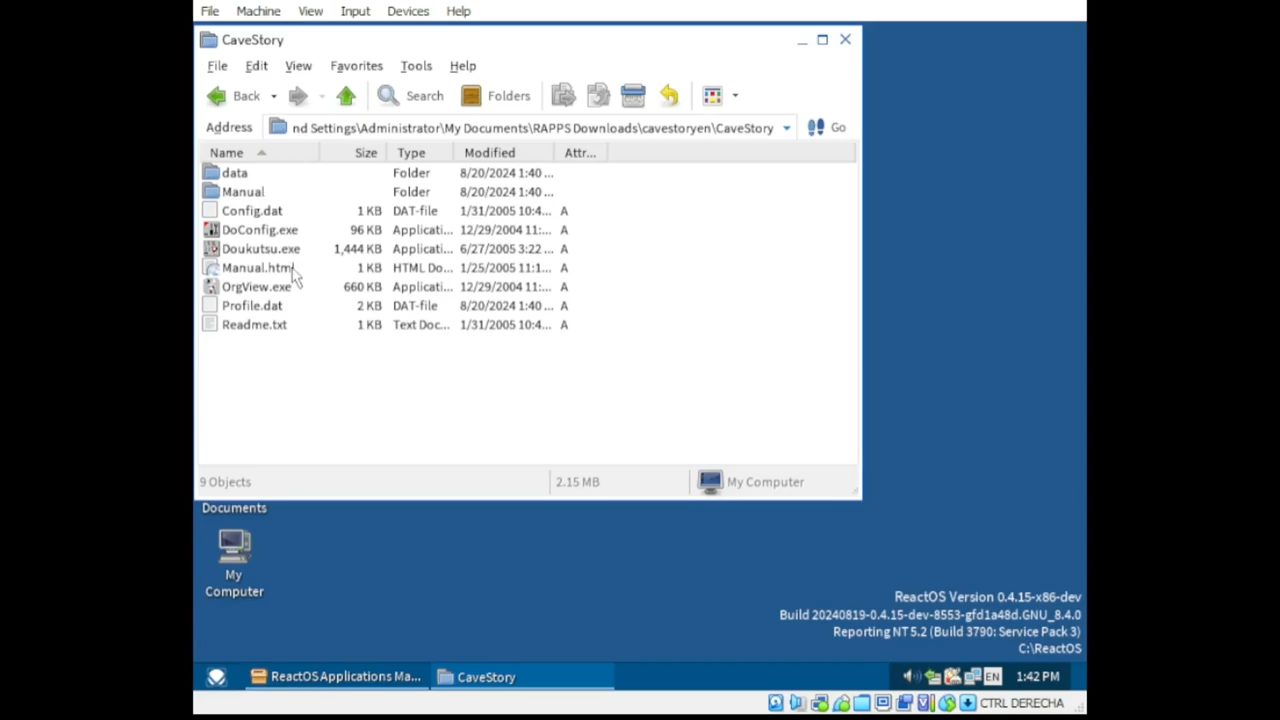 File Machine View Input Devices Help
CaveStory
File Edit View Favorites Tools Help
Back Search Folders
Address nd Settings\Administrator\My Documents\RAPPS Downloads\cavestoryen\CaveStory Go
Name Size Type Modified Attr...
data Folder 8/20/2024 1:40 ...
Manual Folder 8/20/2024 1:40 ...
Config.dat 1 KB DAT-file 1/31/2005 10:4... A
DoConfig.exe 96 KB Applicati... 12/29/2004 11:... A
Doukutsu.exe 1,444 KB Applicati... 6/27/2005 3:22 ... A
Manual.html 1 KB HTML Do... 1/25/2005 11:1... A
OrgView.exe 660 KB Applicati... 12/29/2004 11:... A
Profile.dat 2 KB DAT-file 8/20/2024 1:40 ... A
Readme.txt 1 KB Text Doc... 1/31/2005 10:4... A
9 Objects 2.15 MB My Computer
Documents
My
Computer
ReactOS Version 0.4.15-x86-dev
Build 20240819-0.4.15-dev-8553-gfd1a48d.GNU_8.4.0
Reporting NT 5.2 (Build 3790: Service Pack 3)
C:\ReactOS
ReactOS Applications Ma... CaveStory EN 1:42 PM
CTRL DERECHA